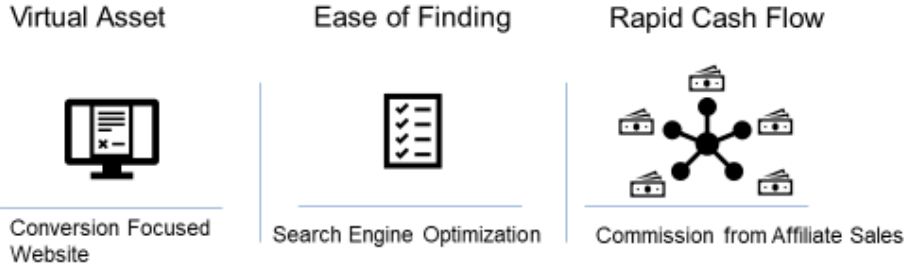 Virtual Asset
Ease of Finding
Rapid Cash Flow
Conversion Focused
Website
Search Engine Optimization
Commission from Affiliate Sales